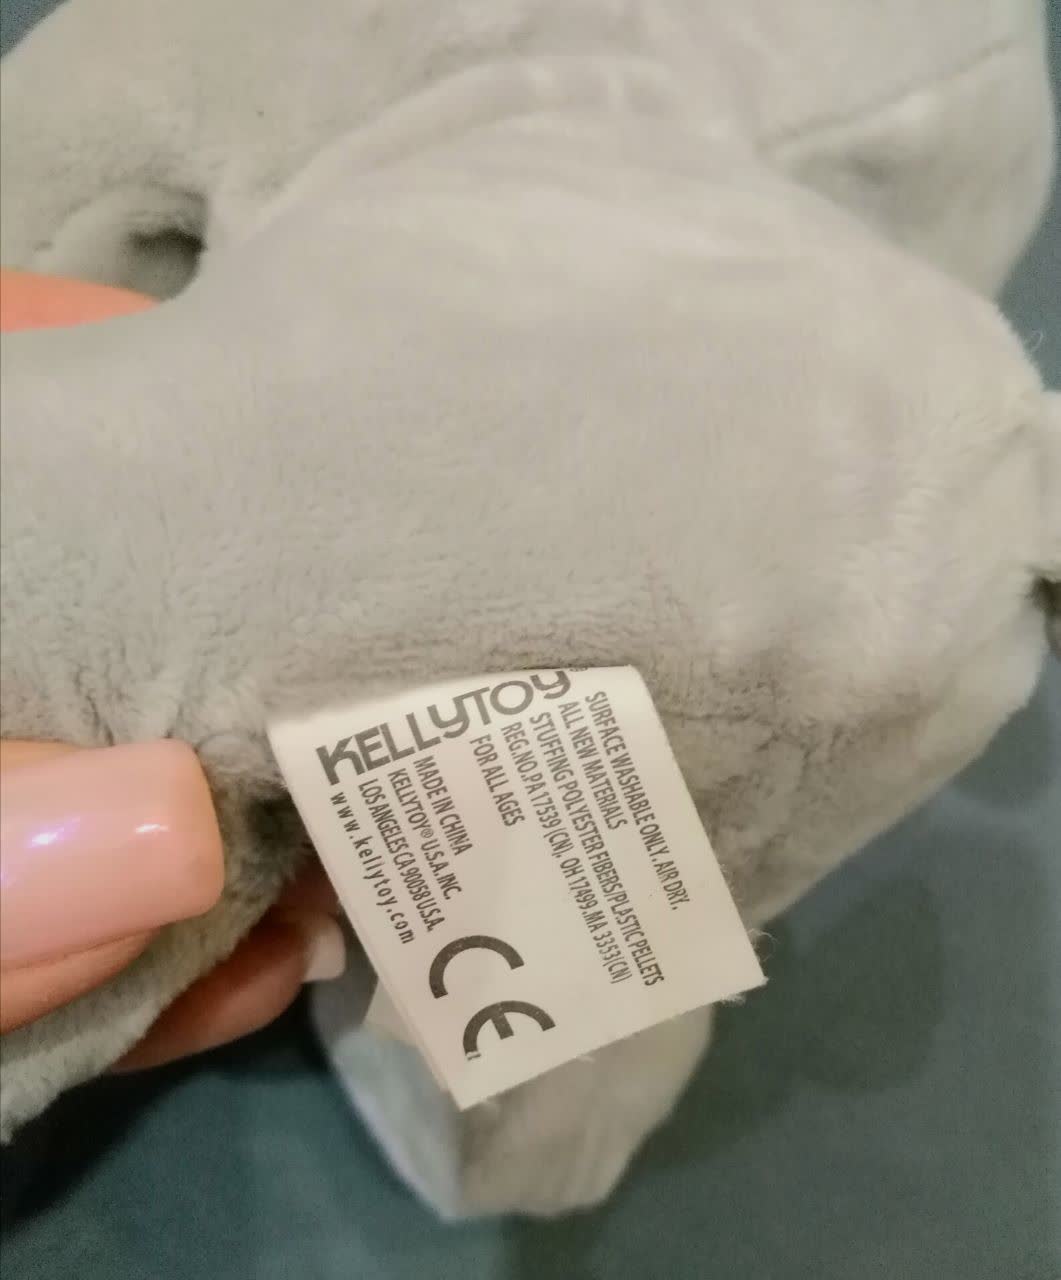 KELLYTOY®
SURFACE WASHABLE ONLY. AIR DRY.
ALL NEW MATERIALS
STUFFING POLYESTER FIBERS/PLASTIC PELLETS
REG.NO.PA 17539 (CN). OH 17499.MA 3353(CN)
FOR ALL AGES
MADE IN CHINA
KELLYTOY® U.S.A. INC.
LOS ANGELES CA 90058 U.S.A.
www.kellytoy.com
CE